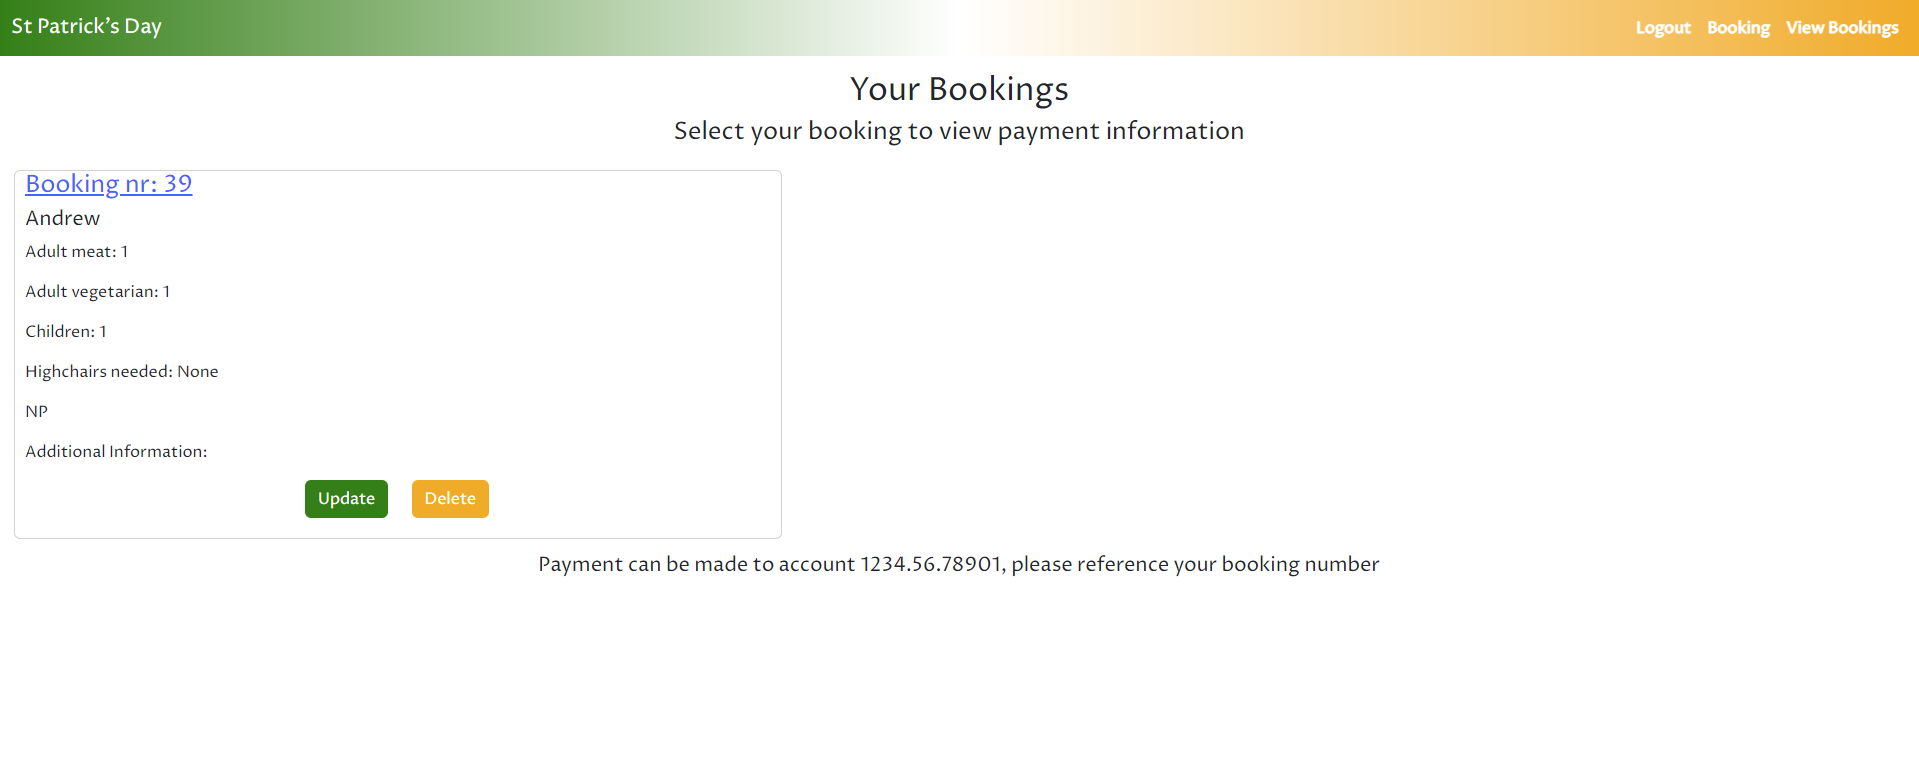 St Patrick's Day
Logout Booking View Bookings
Your Bookings
Select your booking to view payment information
Booking nr: 39
Andrew
Adult meat: 1
Adult vegetarian: 1
Children: 1
Highchairs needed: None
NP
Additional Information:
Update Delete
Payment can be made to account 1234.56.78901, please reference your booking number